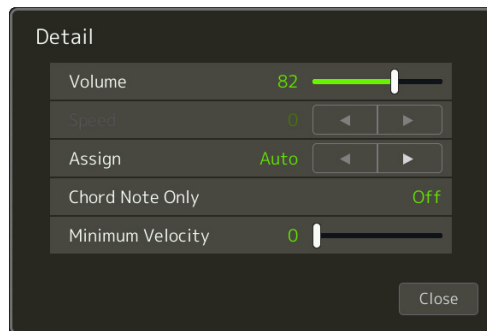 Detail
Volume 82
Speed 0
Assign Auto
Chord Note Only Off
Minimum Velocity 0
Close